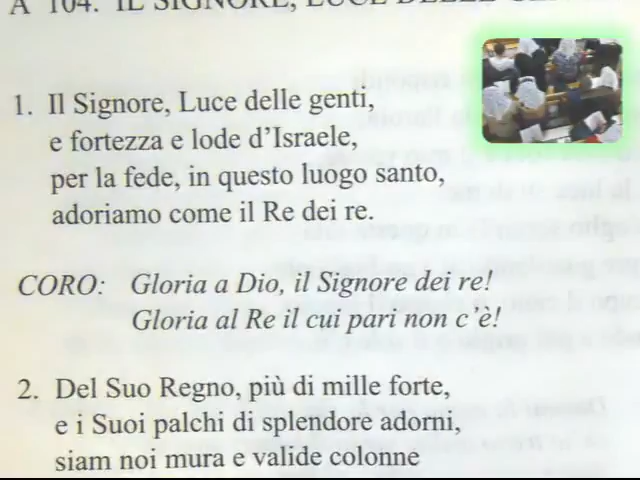 A 104. IL SIGNORE, LUCE DELLE
1. Il Signore, Luce delle genti,
e fortezza e lode d'Israele,
per la fede, in questo luogo santo,
adoriamo come il Re dei re.
CORO: Gloria a Dio, il Signore dei re!
Gloria al Re il cui pari non c'è!
2. Del Suo Regno, più di mille forte,
e i Suoi palchi di splendore adorni,
siam noi mura e valide colonne